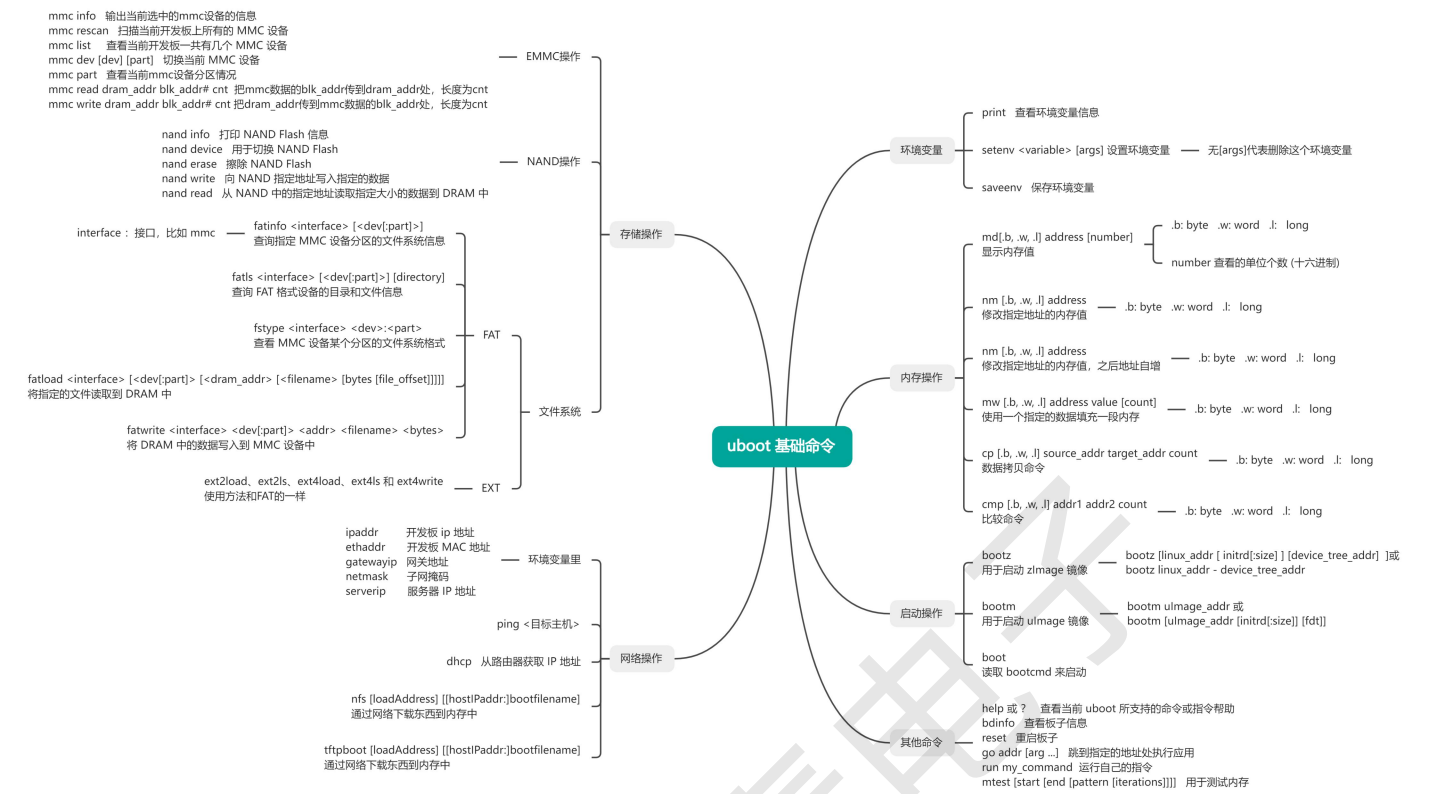 mmc info 输出当前选中的mmc设备的信息
mmc rescan 扫描当前开发板上所有的 MMC 设备
mmc list 查看当前开发板一共有几个 MMC 设备
mmc dev [dev] [part] 切换当前 MMC 设备
mmc part 查看当前mmc设备分区情况
mmc read dram_addr blk_addr# cnt 把mmc数据的blk_addr传到dram_addr处，长度为cnt
mmc write dram_addr blk_addr# cnt 把dram_addr传到mmc数据的blk_addr处，长度为cnt
EMMC操作
nand info 打印 NAND Flash 信息
nand device 用于切换 NAND Flash
nand erase 擦除 NAND Flash
nand write 向 NAND 指定地址写入指定的数据
nand read 从 NAND 中的指定地址读取指定大小的数据到 DRAM 中
NAND操作
存储操作
interface： 接口，比如 mmc
fatinfo <interface> [<dev[:part]>]
查询指定 MMC 设备分区的文件系统信息
fatls <interface> [<dev[:part]>] [directory]
查询 FAT 格式设备的目录和文件信息
fstype <interface> <dev>:<part>
查看 MMC 设备某个分区的文件系统格式
FAT
fatload <interface> [<dev[:part]> [<dram_addr> [<filename> [bytes [file_offset]]]]]
将指定的文件读取到 DRAM 中
fatwrite <interface> <dev[:part]> <addr> <filename> <bytes>
将 DRAM 中的数据写入到 MMC 设备中
文件系统
ext2load、ext2ls、ext4load、ext4ls 和 ext4write
使用方法和FAT的一样
EXT
ipaddr 开发板 ip 地址
ethaddr 开发板 MAC 地址
gatewayip 网关地址
netmask 子网掩码
serverip 服务器 IP 地址
环境变量里
ping <目标主机>
dhcp 从路由器获取 IP 地址
网络操作
nfs [loadAddress] [[hostIPaddr:]bootfilename]
通过网络下载东西到内存中
tftpboot [loadAddress] [[hostIPaddr:]bootfilename]
通过网络下载东西到内存中
uboot 基础命令
环境变量
print 查看环境变量信息
setenv <variable> [args] 设置环境变量
无[args]代表删除这个环境变量
saveenv 保存环境变量
内存操作
md[.b, .w, .l] address [number]
显示内存值
.b: byte .w: word .l: long
number 查看的单位个数 (十六进制)
nm [.b, .w, .l] address
修改指定地址的内存值
.b: byte .w: word .l: long
nm [.b, .w, .l] address
修改指定地址的内存值，之后地址自增
.b: byte .w: word .l: long
mw [.b, .w, .l] address value [count]
使用一个指定的数据填充一段内存
.b: byte .w: word .l: long
cp [.b, .w, .l] source_addr target_addr count
数据拷贝命令
.b: byte .w: word .l: long
cmp [.b, .w, .l] addr1 addr2 count
比较命令
.b: byte .w: word .l: long
启动操作
bootz
用于启动 zImage 镜像
bootz [linux_addr [ initrd[:size] ] [device_tree_addr] ]或
bootz linux_addr - device_tree_addr
bootm
用于启动 uImage 镜像
bootm uImage_addr 或
bootm [uImage_addr [initrd[:size]] [fdt]]
boot
读取 bootcmd 来启动
其他命令
help 或 ? 查看当前 uboot 所支持的命令或指令帮助
bdinfo 查看板子信息
reset 重启板子
go addr [arg ...] 跳到指定的地址处执行应用
run my_command 运行自己的指令
mtest [start [end [pattern [iterations]]]] 用于测试内存
电子